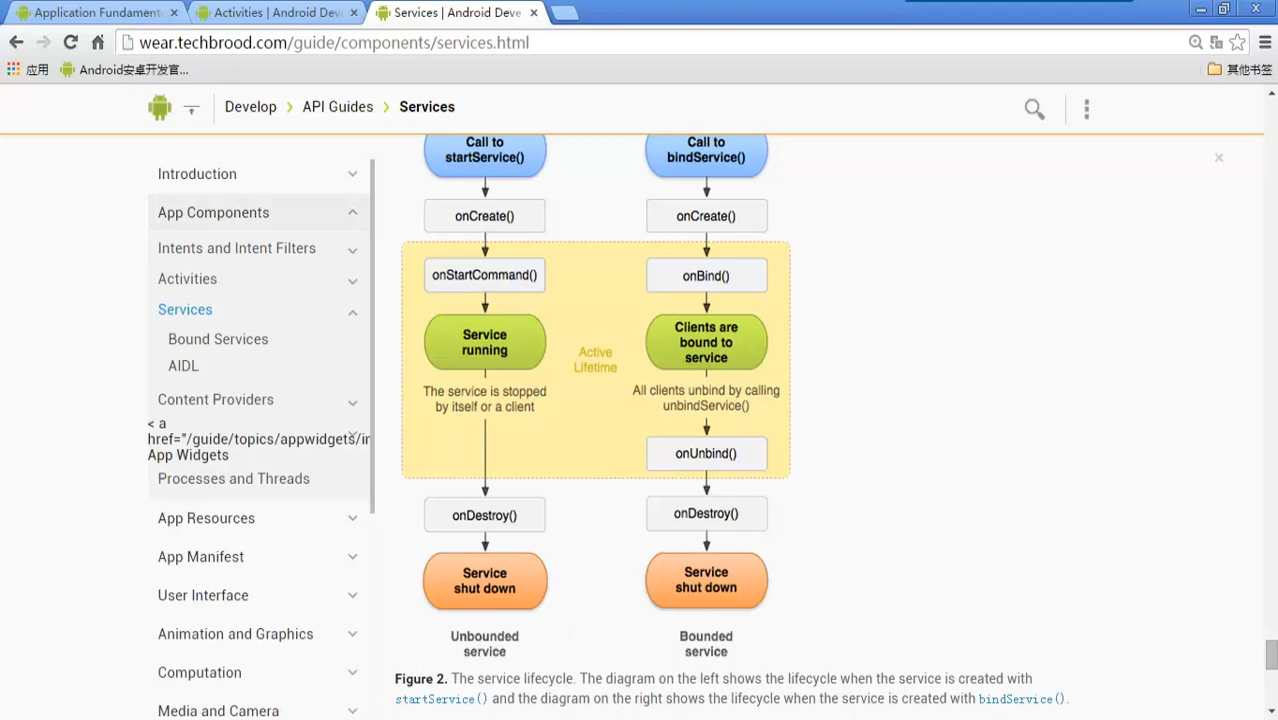 Application Fundament
Activities | Android Dev
Services | Android Deve
wear.techbrood.com/guide/components/services.html
应用
Android安卓开发官...
其他书签
Develop
API Guides
Services
Introduction
App Components
Intents and Intent Filters
Activities
Services
Bound Services
AIDL
Content Providers
< a
href="/guide/topics/appwidgets/in
App Widgets
Processes and Threads
App Resources
App Manifest
User Interface
Animation and Graphics
Computation
Media and Camera
Call to
startService()
onCreate()
onStartCommand()
Service
running
The service is stopped
by itself or a client
onDestroy()
Service
shut down
Unbounded
service
Active
Lifetime
Call to
bindService()
onCreate()
onBind()
Clients are
bound to
service
All clients unbind by calling
unbindService()
onUnbind()
onDestroy()
Service
shut down
Bounded
service
Figure 2. The service lifecycle. The diagram on the left shows the lifecycle when the service is created with
startService() and the diagram on the right shows the lifecycle when the service is created with bindService().